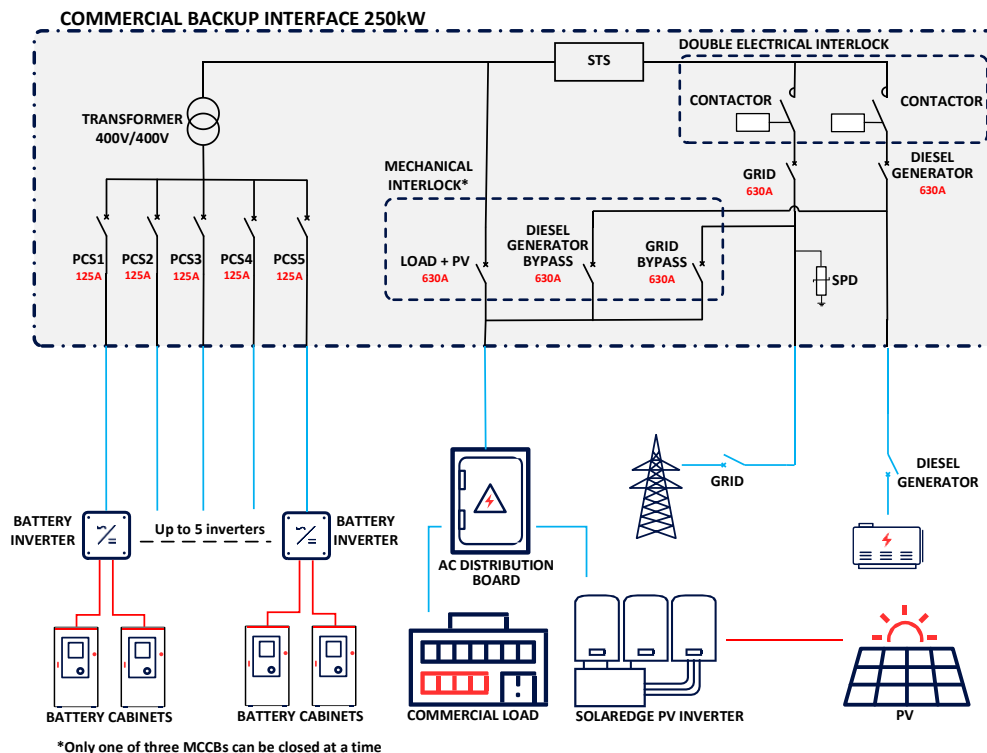 COMMERCIAL BACKUP INTERFACE 250kW
DOUBLE ELECTRICAL INTERLOCK
STS
CONTACTOR
CONTACTOR
TRANSFORMER
400V/400V
MECHANICAL
INTERLOCK*
GRID
630A
DIESEL
GENERATOR
630A
PCS1
125A
PCS2
125A
PCS3
125A
PCS4
125A
PCS5
125A
LOAD + PV
630A
DIESEL
GENERATOR
BYPASS
630A
GRID
BYPASS
630A
SPD
GRID
DIESEL
GENERATOR
BATTERY
INVERTER
Up to 5 inverters
BATTERY
INVERTER
AC DISTRIBUTION
BOARD
BATTERY CABINETS
BATTERY CABINETS
COMMERCIAL LOAD
SOLAREDGE PV INVERTER
PV
*Only one of three MCCBs can be closed at a time